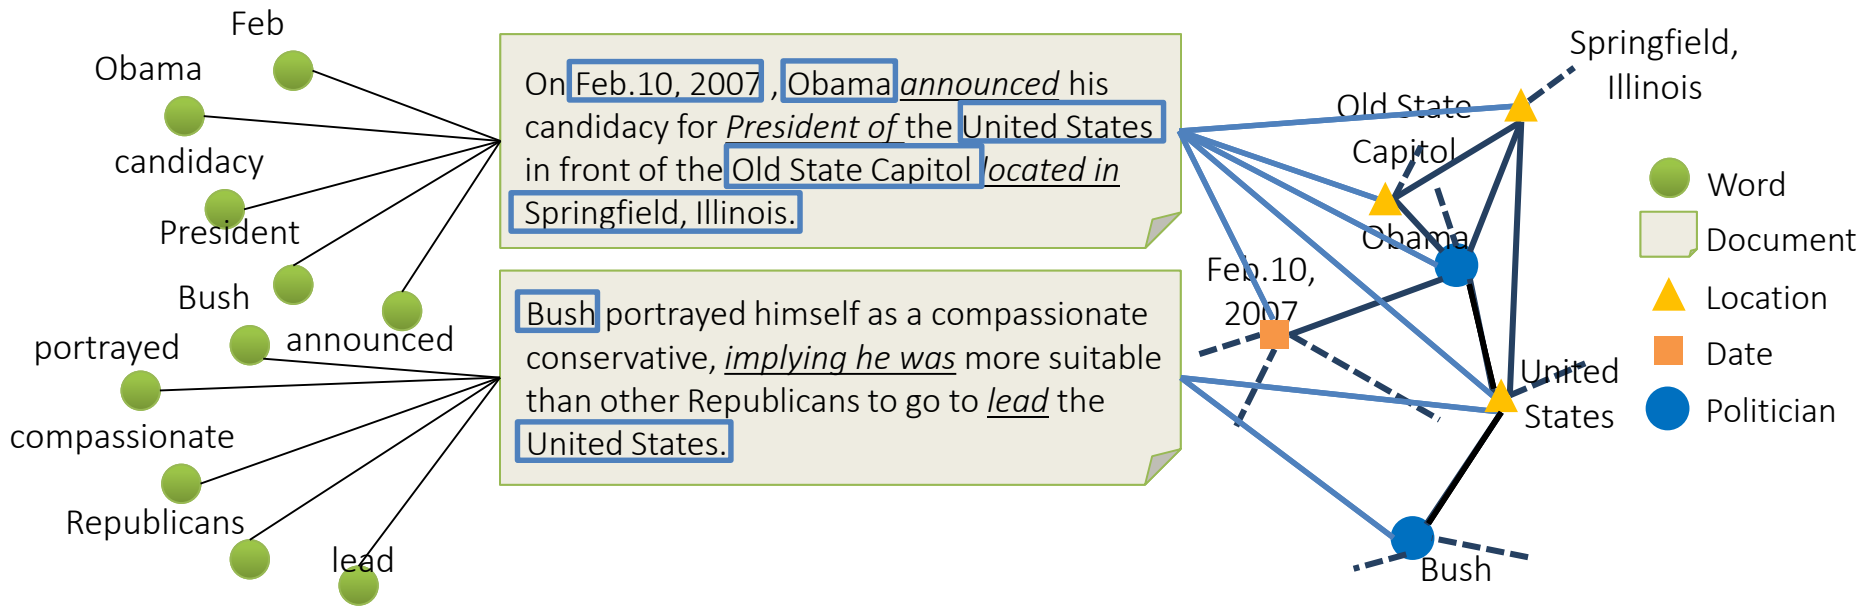 Feb
Obama
candidacy
President
Bush
announced
portrayed
compassionate
Republicans
lead
On Feb.10, 2007 , Obama announced his
candidacy for President of the United States
in front of the Old State Capitol located in
Springfield, Illinois.
Bush portrayed himself as a compassionate
conservative, implying he was more suitable
than other Republicans to go to lead the
United States.
Springfield,
Illinois
Old State
Capitol
Obama
Feb.10,
2007
United
States
Bush
Word
Document
Location
Date
Politician